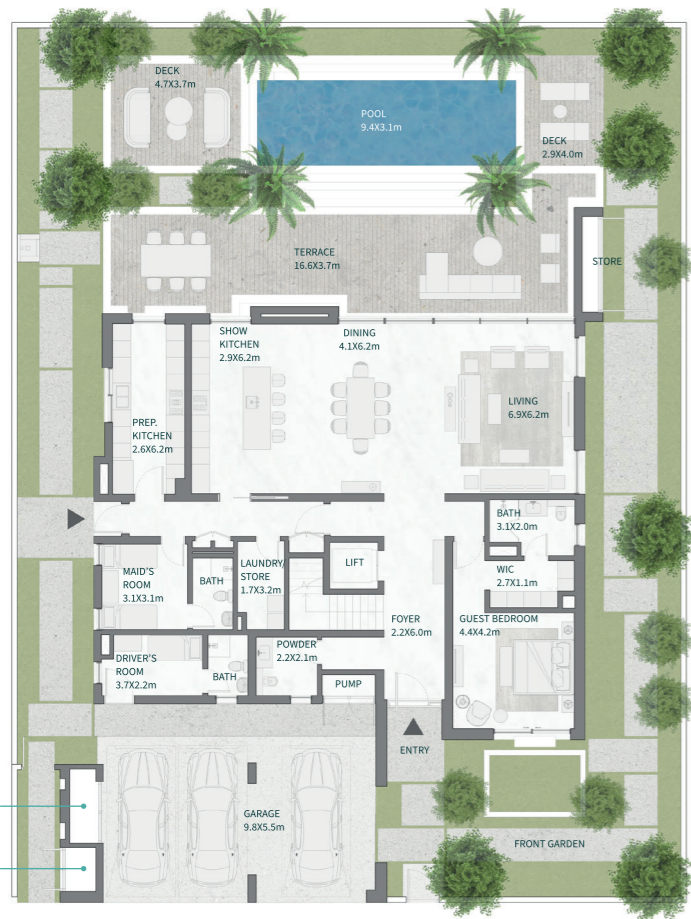 DECK
4.7X3.7m
POOL
9.4X3.1m
DECK
2.9X4.0m
TERRACE
16.6X3.7m
STORE
SHOW
KITCHEN
2.9X6.2m
DINING
4.1X6.2m
LIVING
6.9X6.2m
PREP.
KITCHEN
2.6X6.2m
BATH
3.1X2.0m
MAID'S
ROOM
3.1X3.1m
BATH
LAUNDRY/
STORE
1.7X3.2m
LIFT
WIC
2.7X1.1m
FOYER
2.2X6.0m
GUEST BEDROOM
4.4X4.2m
DRIVER'S
ROOM
3.7X2.2m
BATH
POWDER
2.2X2.1m
PUMP
ENTRY
GARAGE
9.8X5.5m
FRONT GARDEN